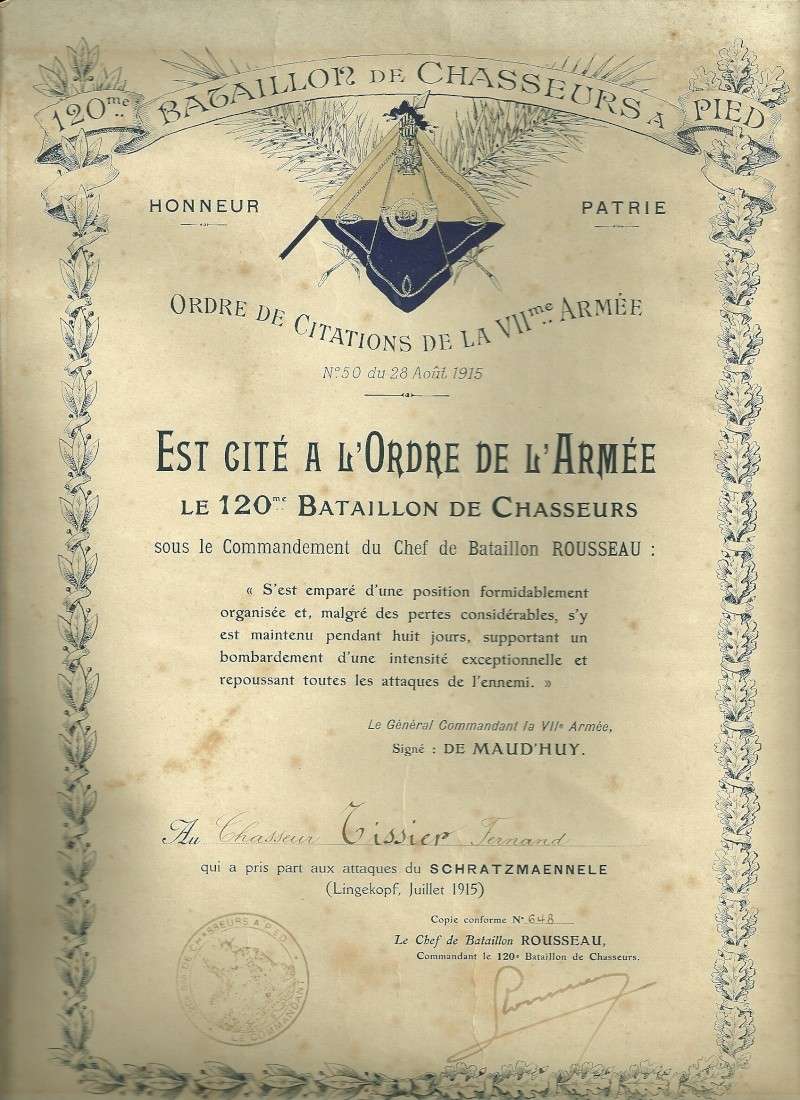 120me BATAILLON DE CHASSEURS A PIED
120
HONNEUR
PATRIE
ORDRE DE CITATIONS DE LA VIIme ARMÉE
N° 50 du 28 Août 1915
EST CITÉ A L'ORDRE DE L'ARMÉE
LE 120me BATAILLON DE CHASSEURS
sous le Commandement du Chef de Bataillon ROUSSEAU :
« S'est emparé d'une position formidablement
organisée et, malgré des pertes considérables, s'y
est maintenu pendant huit jours, supportant un
bombardement d'une intensité exceptionnelle et
repoussant toutes les attaques de l'ennemi. »
Le Général Commandant la VIIe Armée,
Signé : DE MAUD'HUY.
Au Chasseur Tissier Fernand
qui a pris part aux attaques du SCHRATZMAENNELE
(Lingekopf, Juillet 1915)
Copie conforme N° 648
Le Chef de Bataillon ROUSSEAU,
Commandant le 120e Bataillon de Chasseurs.
DE CHASSEURS A PIED
LE COMMANDANT